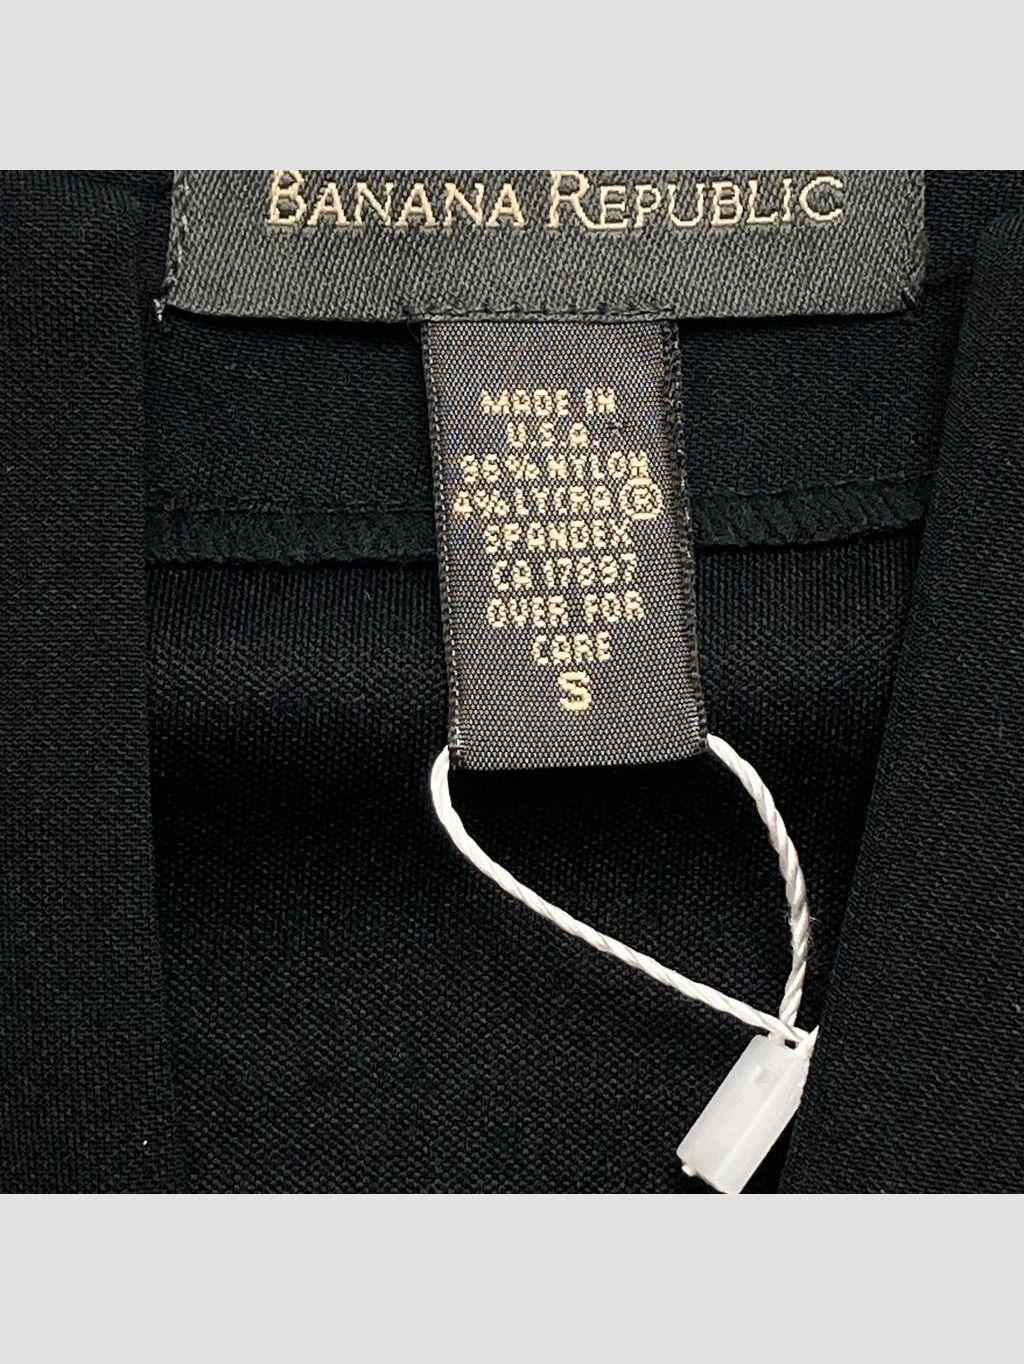 BANANA REPUBLIC
MADE IN
U.S.A
96% NYLON
4% LYCRA ®
SPANDEX
CA 17897
OVER FOR
CARE
S